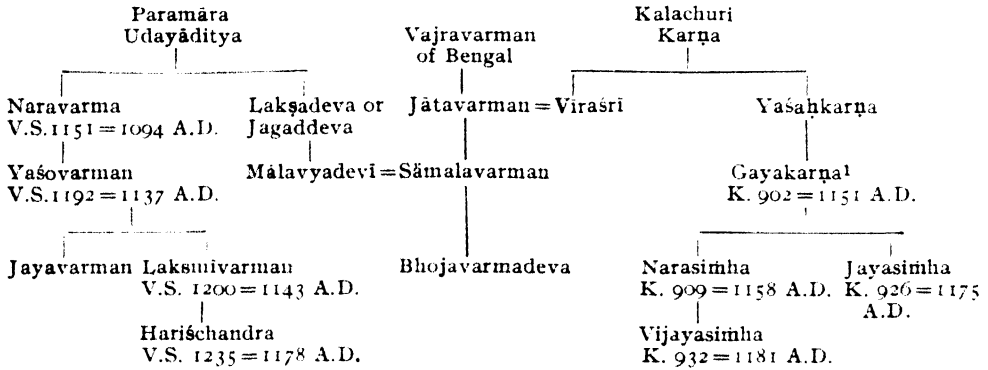 Paramāra
Udayāditya
Vajravarman
of Bengal
Kalachuri
Karṇa
Naravarma
V.S. 1151 = 1094 A.D.
Lakṣadeva or
Jagaddeva
Jātavarman = Viraśrī
Yaśaḥkarṇa
Yaśovarman
V.S. 1192 = 1137 A.D.
Mālavyadevī = Sāmalavarman
Gayakarṇa¹
K. 902 = 1151 A.D.
Jayavarman
Lakṣmīvarman
V.S. 1200 = 1143 A.D.
Bhojavarmadeva
Narasiṁha
K. 909 = 1158 A.D.
Jayasiṁha
K. 926 = 1175
A.D.
Hariśchandra
V.S. 1235 = 1178 A.D.
Vijayasiṁha
K. 932 = 1181 A.D.